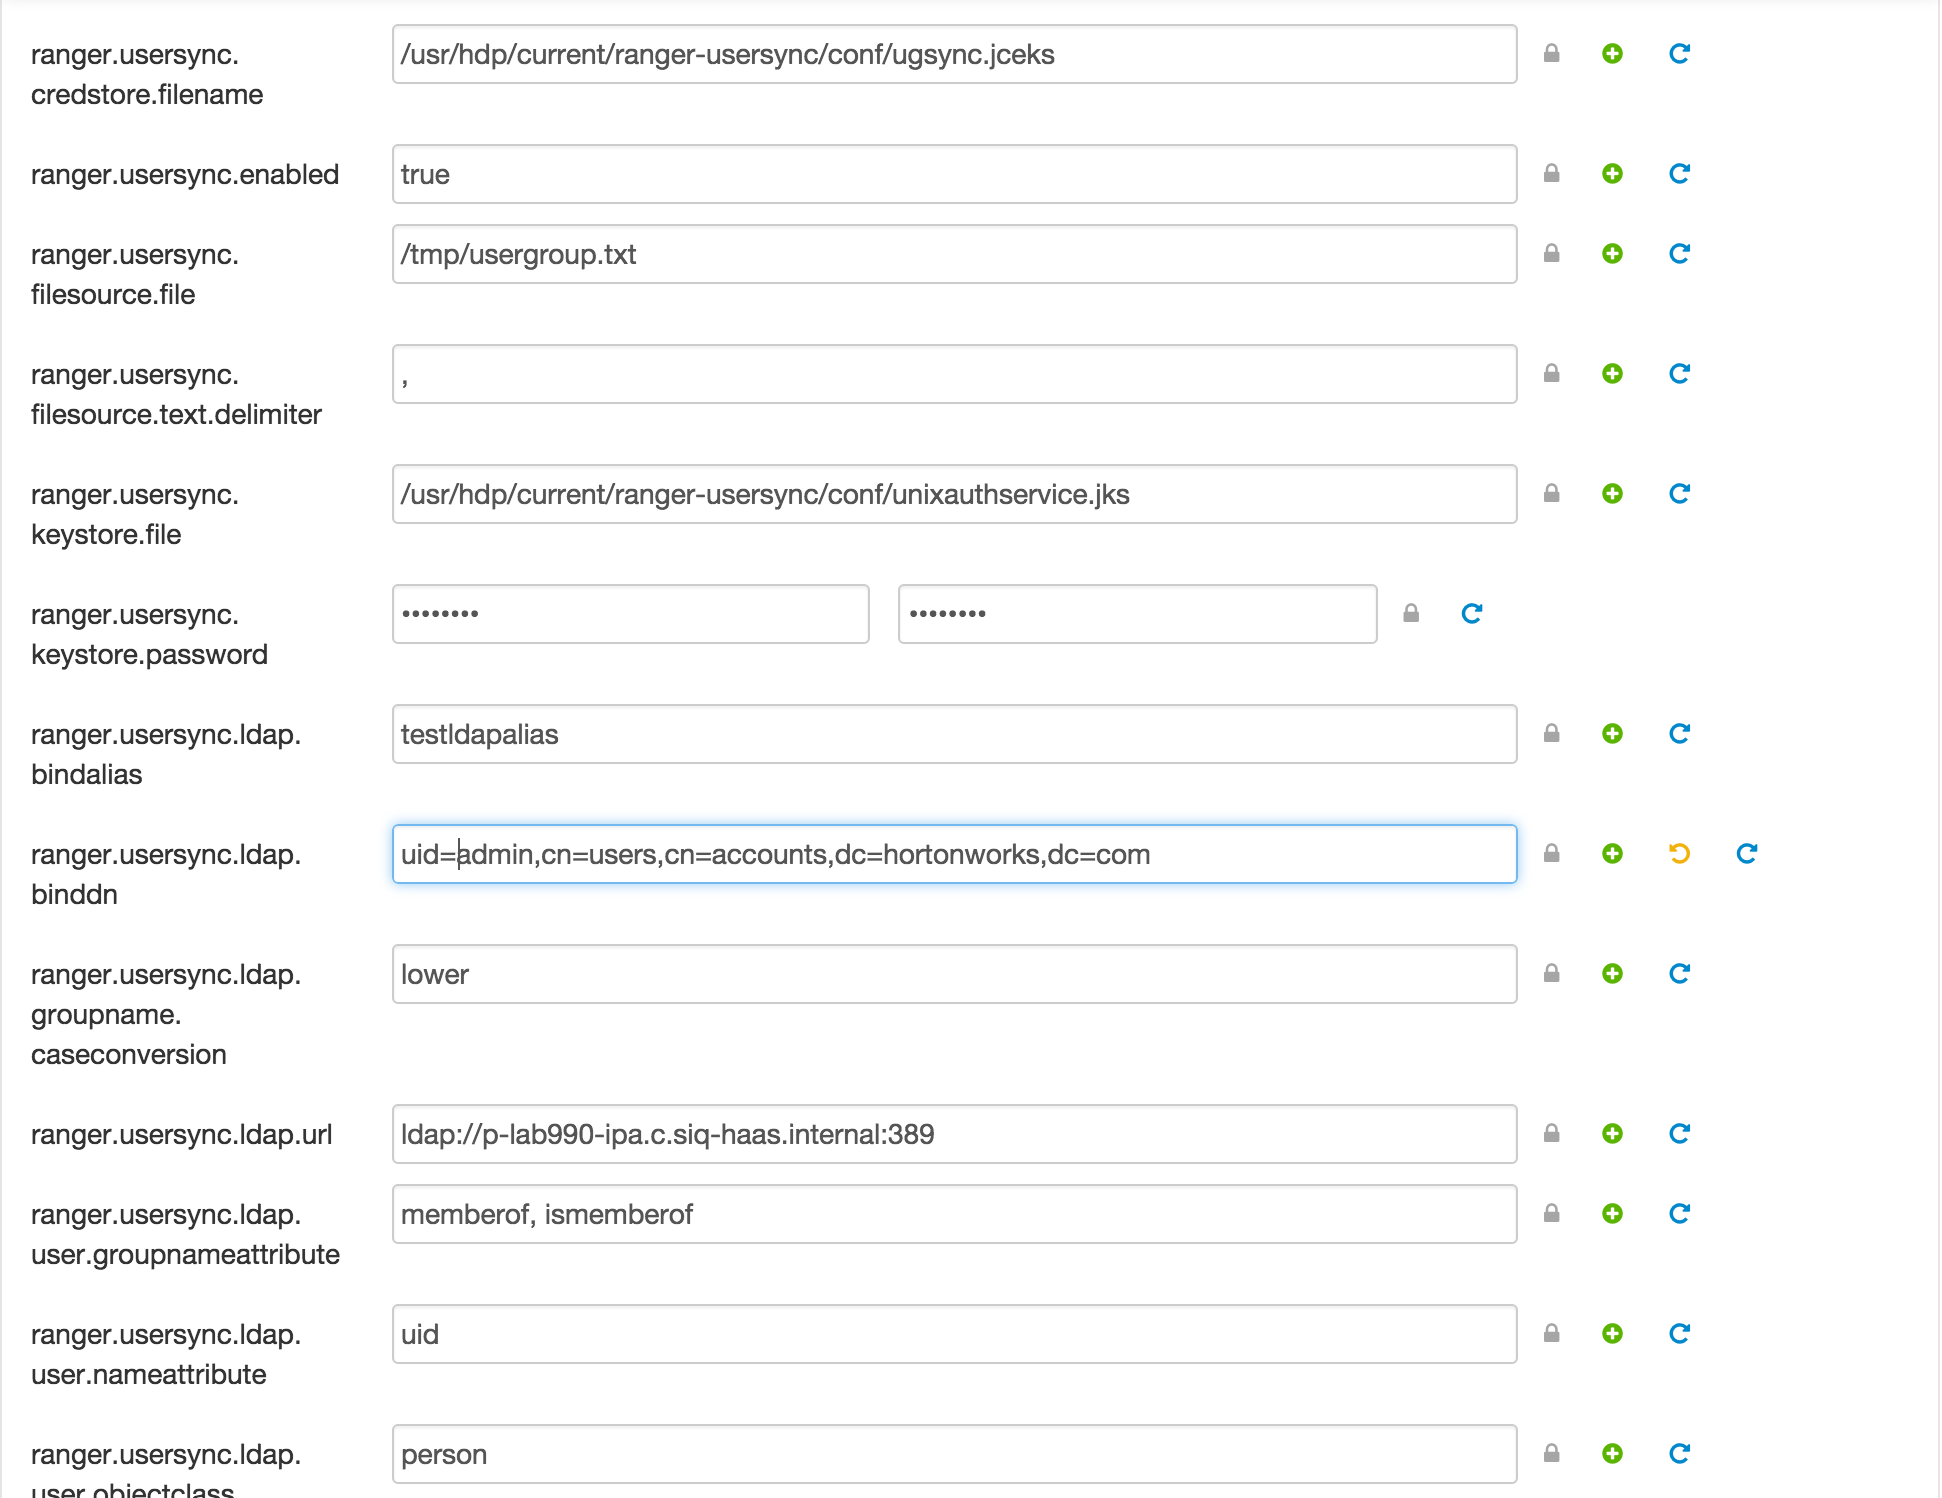 ranger.usersync.
credstore.filename
/usr/hdp/current/ranger-usersync/conf/ugsync.jceks
ranger.usersync.enabled
true
ranger.usersync.
filesource.file
/tmp/usergroup.txt
ranger.usersync.
filesource.text.delimiter
,
ranger.usersync.
keystore.file
/usr/hdp/current/ranger-usersync/conf/unixauthservice.jks
ranger.usersync.
keystore.password
•••••••• ••••••••
ranger.usersync.ldap.
bindalias
testldapalias
ranger.usersync.ldap.
binddn
uid=admin,cn=users,cn=accounts,dc=hortonworks,dc=com
ranger.usersync.ldap.
groupname.
caseconversion
lower
ranger.usersync.ldap.url
ldap://p-lab990-ipa.c.siq-haas.internal:389
ranger.usersync.ldap.
user.groupnameattribute
memberof, ismemberof
ranger.usersync.ldap.
user.nameattribute
uid
ranger.usersync.ldap.
user.objectclass
person